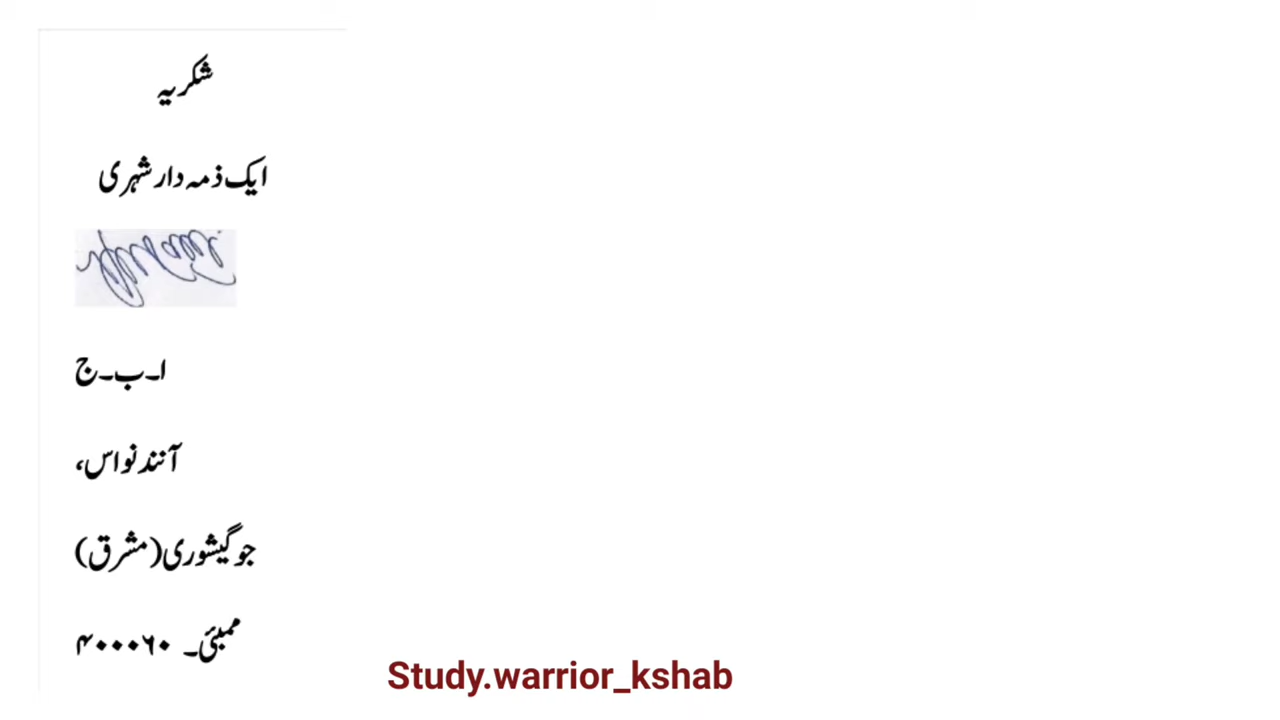 شکریہ
ایک ذمہ دار شہری
ا۔ب۔ج
آنند نواس،
جوگیشوری (مشرق)
ممبئی۔ ۴۰۰۰۶۰
Study.warrior_kshab